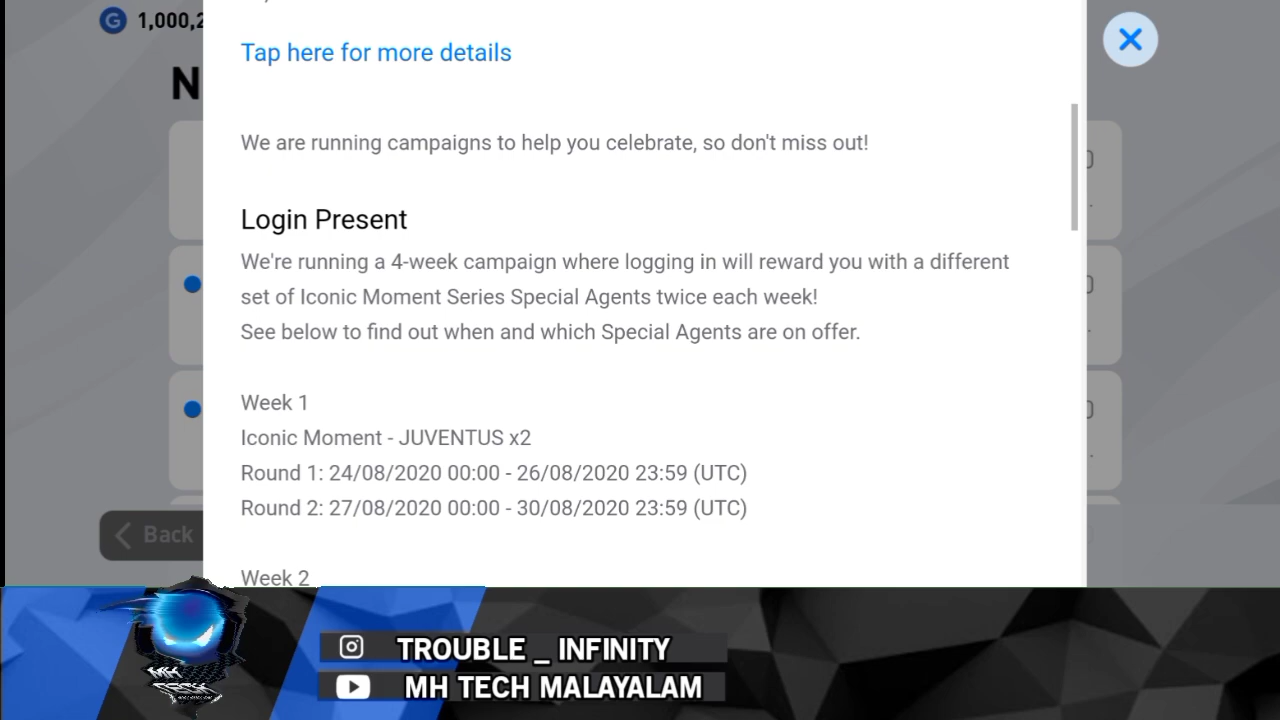 G 1,000,2
Tap here for more details
N
We are running campaigns to help you celebrate, so don't miss out!
Login Present
We're running a 4-week campaign where logging in will reward you with a different
set of Iconic Moment Series Special Agents twice each week!
See below to find out when and which Special Agents are on offer.
Week 1
Iconic Moment - JUVENTUS x2
Round 1: 24/08/2020 00:00 - 26/08/2020 23:59 (UTC)
Round 2: 27/08/2020 00:00 - 30/08/2020 23:59 (UTC)
Back
Week 2
TROUBLE _ INFINITY
MH TECH MALAYALAM
MH
TECH